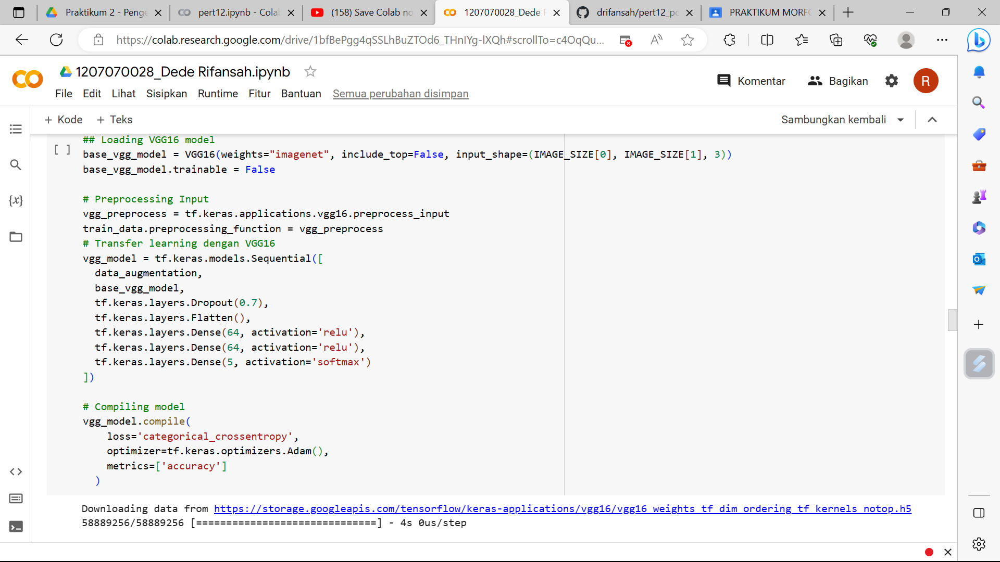 Praktikum 2 - Penge
pert12.ipynb - Colab
(158) Save Colab no
1207070028_Dede R
drifansah/pert12_pc
PRAKTIKUM MORFO
https://colab.research.google.com/drive/1bfBePgg4qSSLhBuZTOd6_THnIYg-lXQh#scrollTo=c4OqQu...
1207070028_Dede Rifansah.ipynb
Komentar
Bagikan
R
File Edit Lihat Sisipkan Runtime Fitur Bantuan Semua perubahan disimpan
+ Kode + Teks
Sambungkan kembali
[ ]
## Loading VGG16 model
base_vgg_model = VGG16(weights="imagenet", include_top=False, input_shape=(IMAGE_SIZE[0], IMAGE_SIZE[1], 3))
base_vgg_model.trainable = False
# Preprocessing Input
vgg_preprocess = tf.keras.applications.vgg16.preprocess_input
train_data.preprocessing_function = vgg_preprocess
# Transfer learning dengan VGG16
vgg_model = tf.keras.models.Sequential([
data_augmentation,
base_vgg_model,
tf.keras.layers.Dropout(0.7),
tf.keras.layers.Flatten(),
tf.keras.layers.Dense(64, activation='relu'),
tf.keras.layers.Dense(64, activation='relu'),
tf.keras.layers.Dense(5, activation='softmax')
])
# Compiling model
vgg_model.compile(
loss='categorical_crossentropy',
optimizer=tf.keras.optimizers.Adam(),
metrics=['accuracy']
)
Downloading data from https://storage.googleapis.com/tensorflow/keras-applications/vgg16/vgg16_weights_tf_dim_ordering_tf_kernels_notop.h5
58889256/58889256 [==============================] - 4s 0us/step